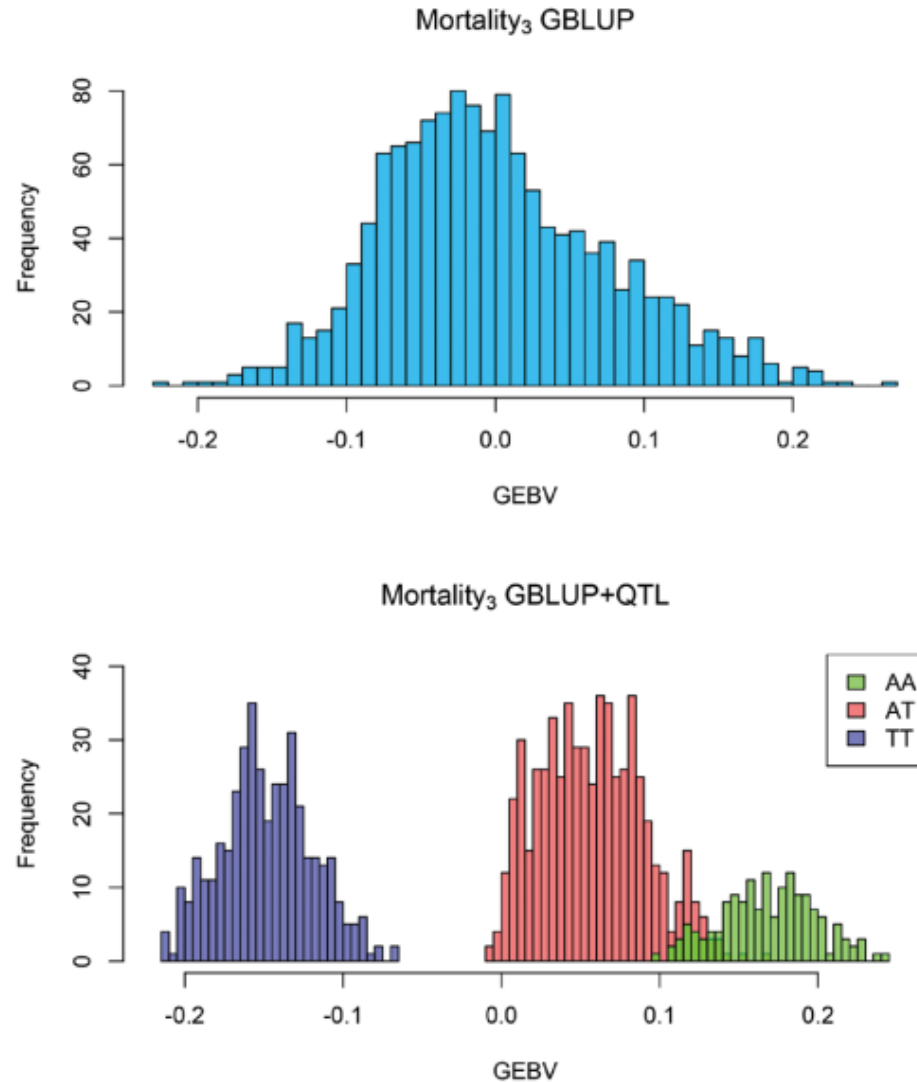 Mortality₃ GBLUP
80
60
40
20
0
Frequency
-0.2 -0.1 0.0 0.1 0.2
GEBV
Mortality₃ GBLUP+QTL
40
30
20
10
0
Frequency
AA
AT
TT
-0.2 -0.1 0.0 0.1 0.2
GEBV